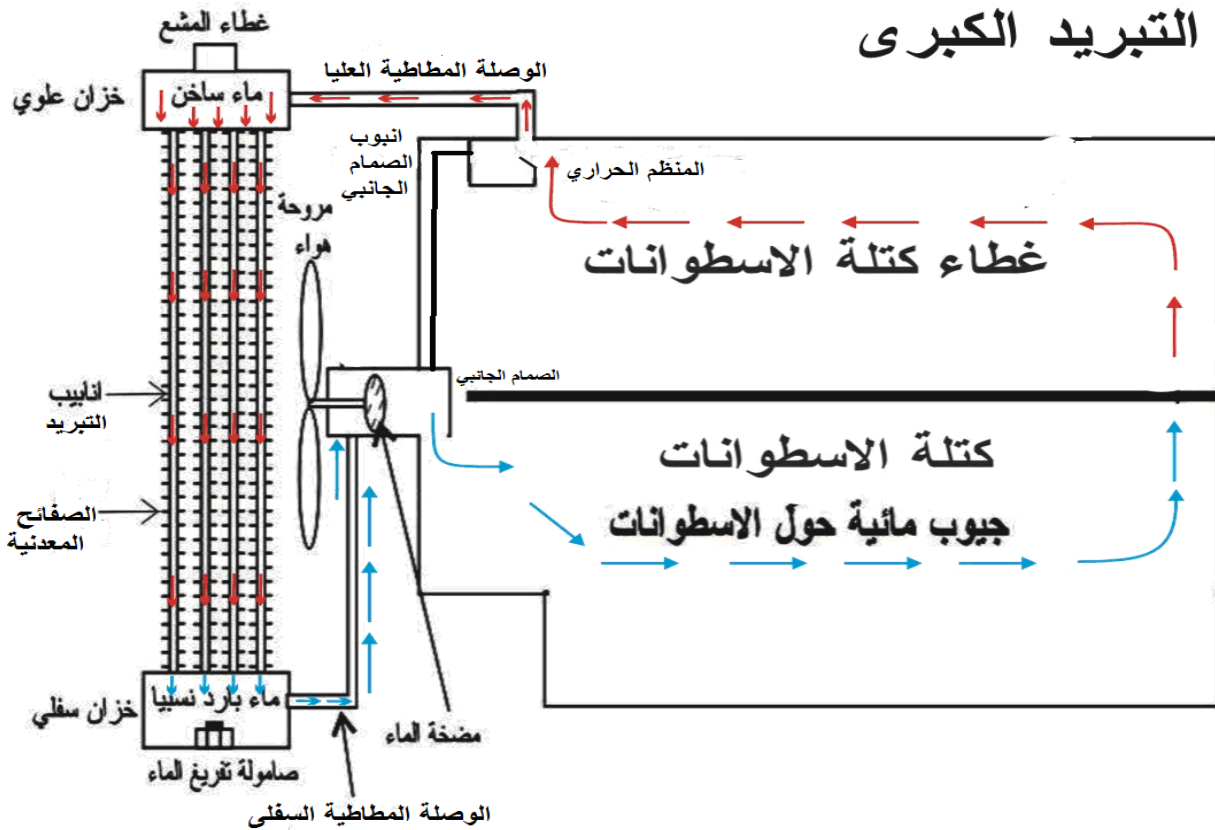 التبريد الكبرى
غطاء المشع
الوصلة المطاطية العليا
خزان علوي
ماء ساخن
انبوب
الصمام
الجانبي
المنظم الحراري
مروحة
هواء
غطاء كتلة الاسطوانات
الصمام الجانبي
انابيب
التبريد
كتلة الاسطوانات
جيوب مائية حول الاسطوانات
الصفائح
المعدنية
خزان سفلي
ماء بارد نسبيا
مضخة الماء
صامولة تفريغ الماء
الوصلة المطاطية السفلى